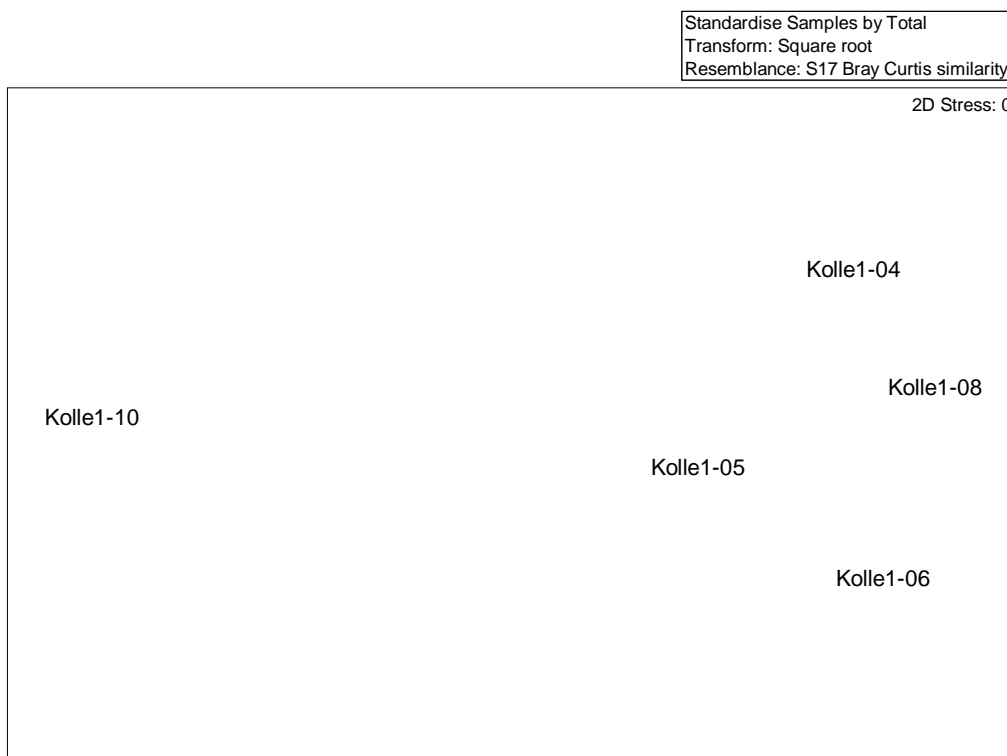 Standardise Samples by Total
Transform: Square root
Resemblance: S17 Bray Curtis similarity
2D Stress: 0
Kolle1-04
Kolle1-08
Kolle1-10
Kolle1-05
Kolle1-06